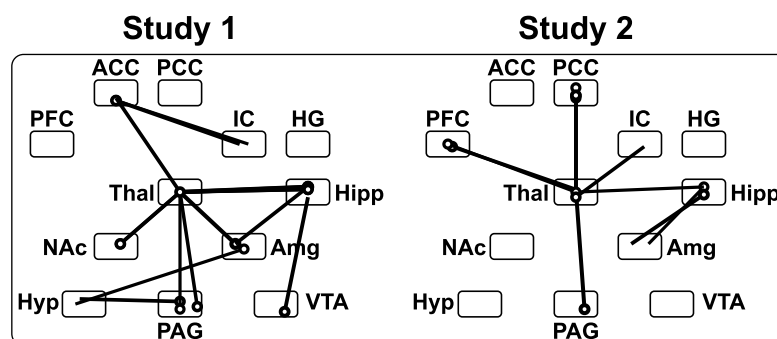 Study 1 Study 2
ACC PCC ACC PCC
PFC IC HG PFC IC HG
Thal Hipp Thal Hipp
NAc Amg NAc Amg
Hyp VTA Hyp VTA
PAG PAG